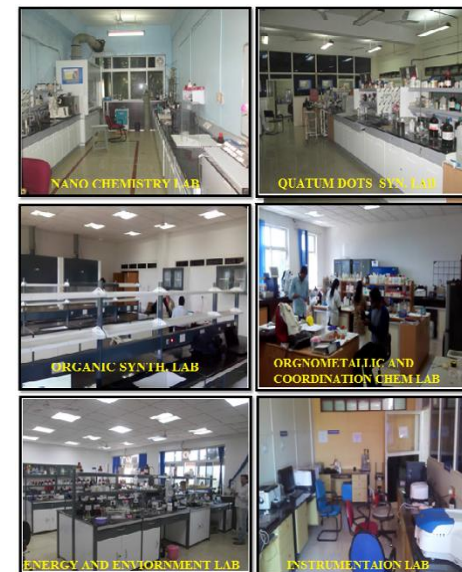 NANO CHEMISTRY LAB
QUATUM DOTS SYN. LAB
ORGANIC SYNTH. LAB
ORGNOMETALLIC AND
COORDINATION CHEM LAB
ENERGY AND ENVIORNMENT LAB
INSTRUMENTAION LAB